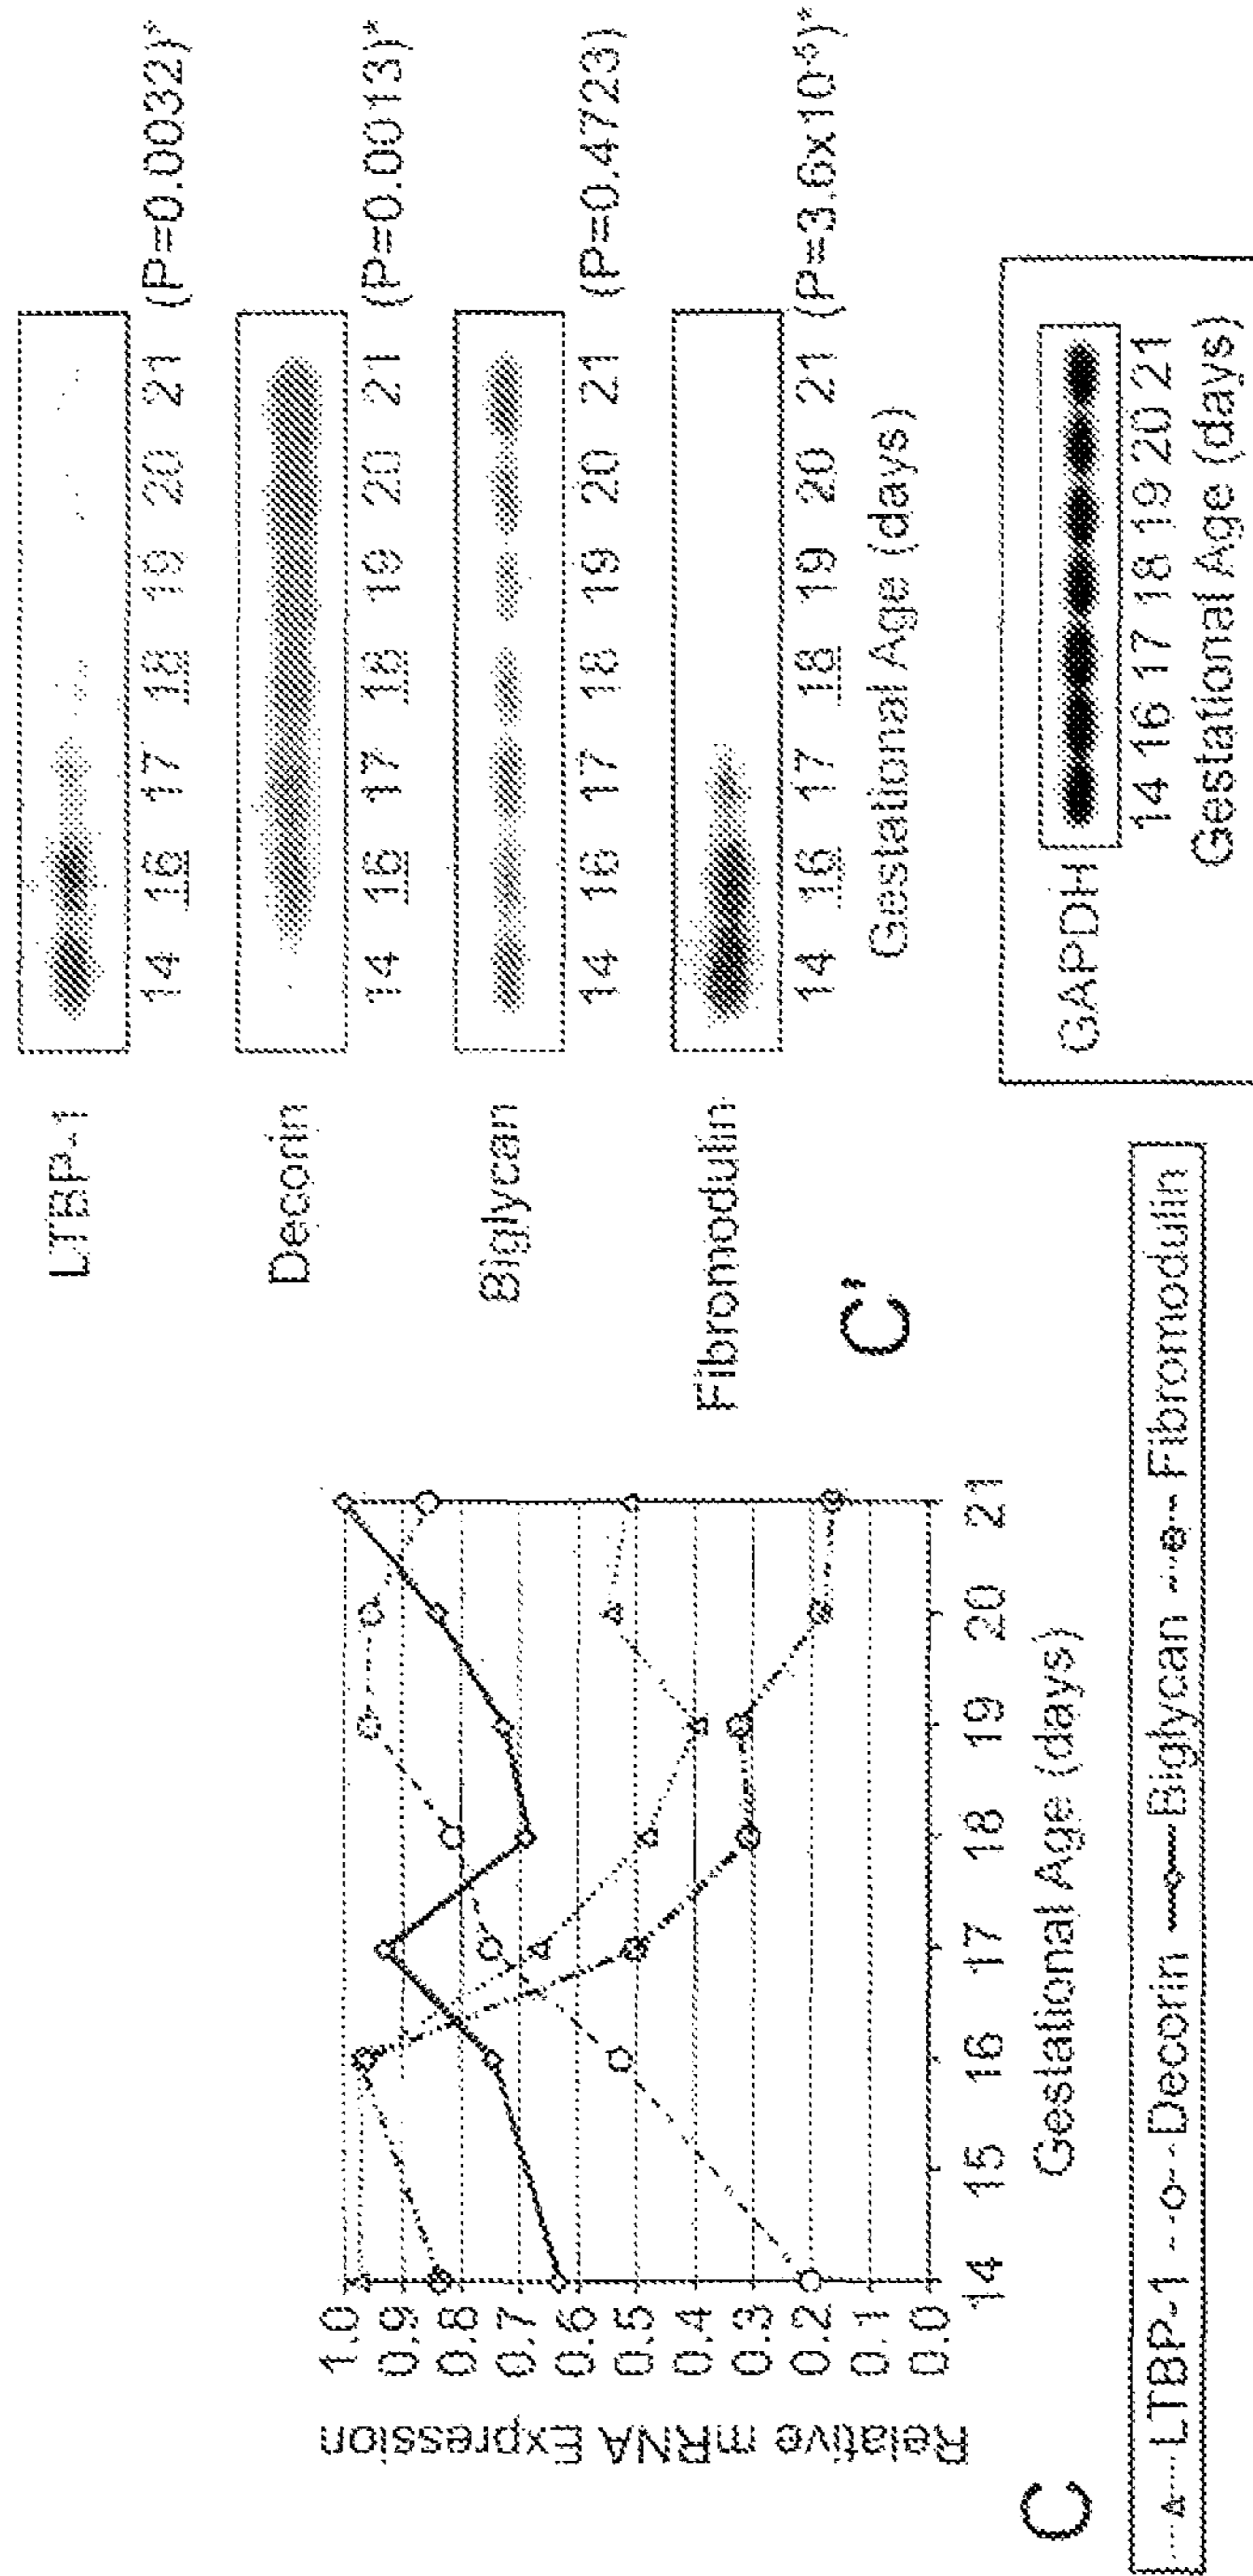 Relative mRNA Expression
1.0
0.9
0.8
0.7
0.6
0.5
0.4
0.3
0.2
0.1
0.0
14 15 16 17 18 19 20 21
Gestational Age (days)
C
LTBP-1 Decorin Biglycan Fibromodulin
LTBP-1
14 16 17 18 19 20 21 (P=0.0032)*
Decorin
14 16 17 18 19 20 21 (P=0.0013)*
Biglycan
14 16 17 18 19 20 21 (P=0.4723)
Fibromodulin
14 16 17 18 19 20 21 (P=3.6x10-5)*
Gestational Age (days)
C'
GAPDH
14 16 17 18 19 20 21
Gestational Age (days)